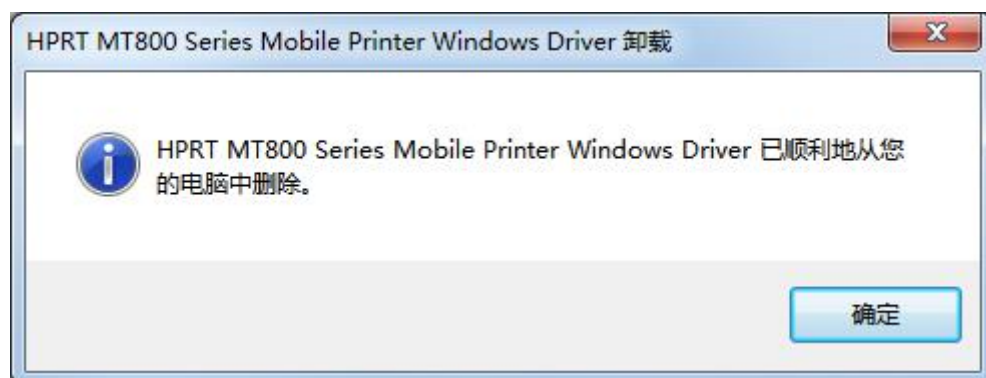 HPRT MT800 Series Mobile Printer Windows Driver 卸载
HPRT MT800 Series Mobile Printer Windows Driver 已顺利地从您
的电脑中删除。
确定